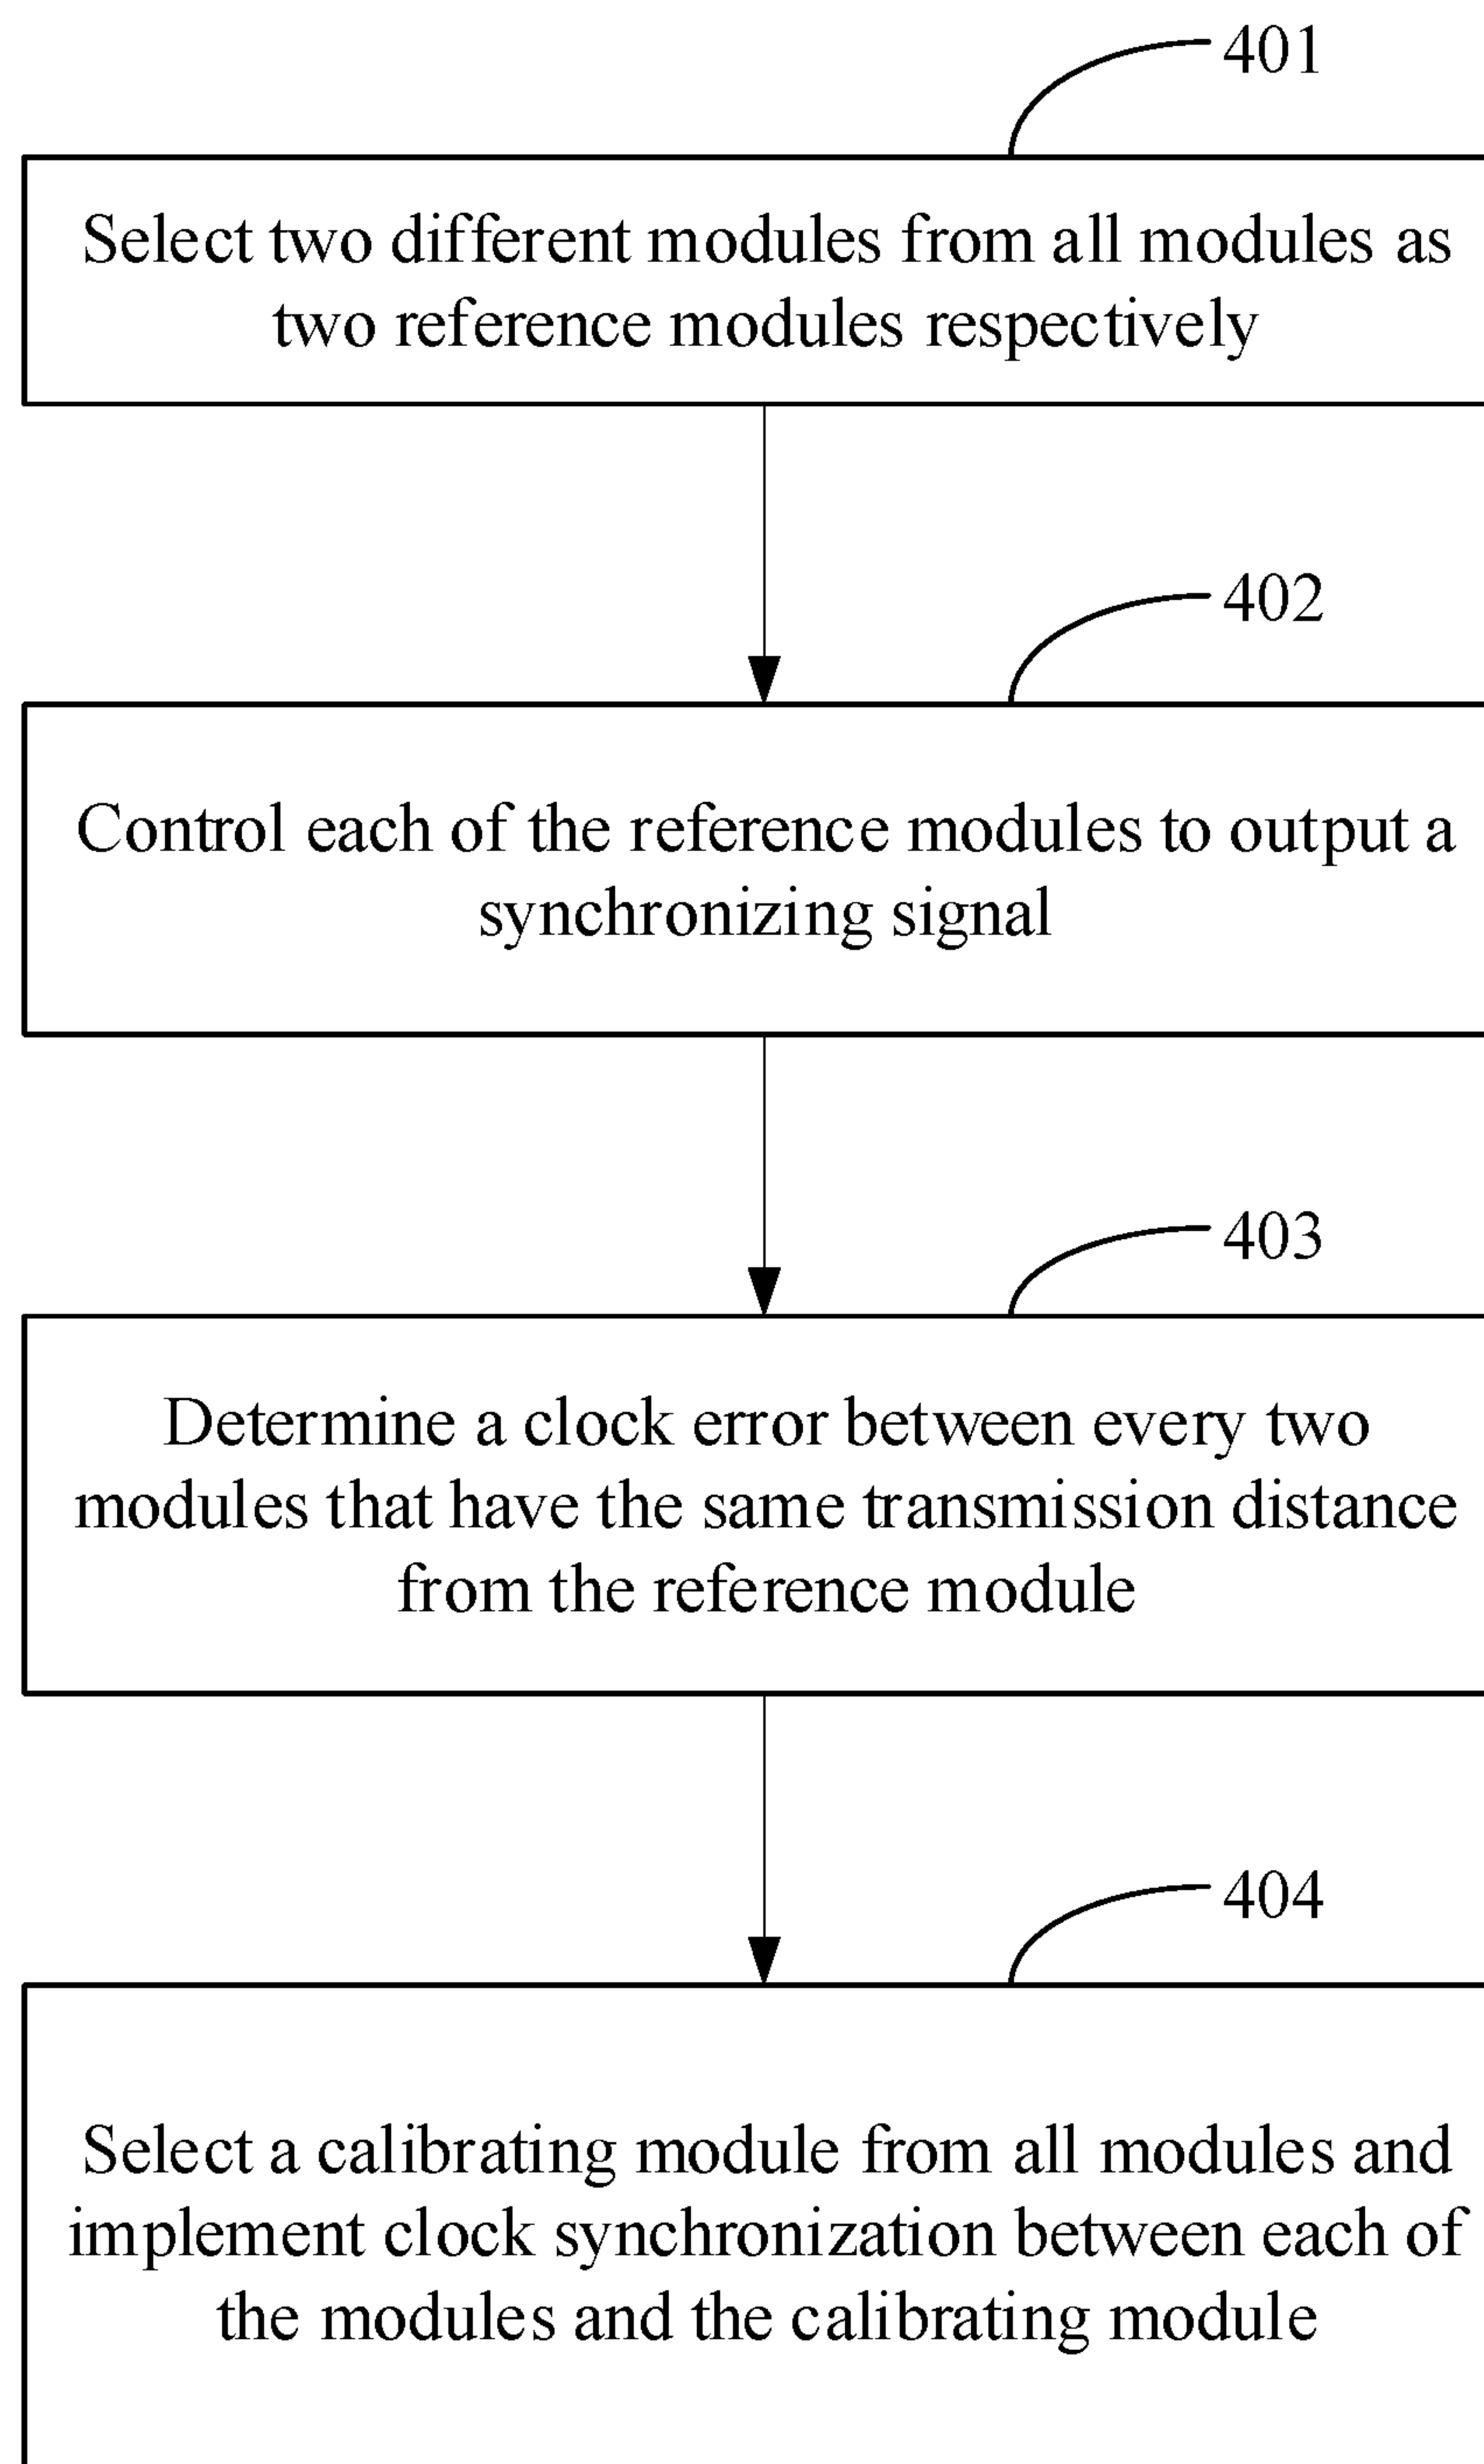 401
Select two different modules from all modules as
two reference modules respectively
402
Control each of the reference modules to output a
synchronizing signal
403
Determine a clock error between every two
modules that have the same transmission distance
from the reference module
404
Select a calibrating module from all modules and
implement clock synchronization between each of
the modules and the calibrating module